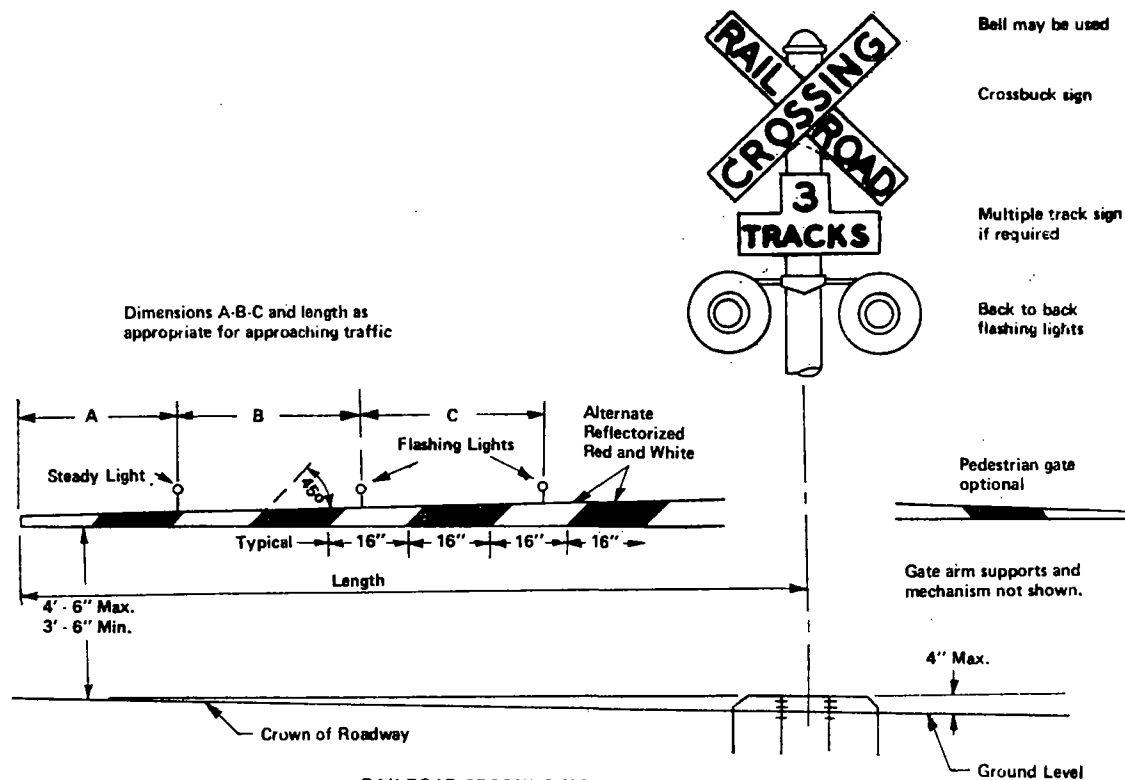 Bell may be used
RAIL ROAD
CROSSING
Crossbuck sign
3
TRACKS
Multiple track sign
if required
Dimensions A-B-C and length as
appropriate for approaching traffic
Back to back
flashing lights
A
B
C
Alternate
Reflectorized
Red and White
Flashing Lights
Steady Light
45°
Pedestrian gate
optional
Typical
16"
16"
16"
16"
Length
Gate arm supports and
mechanism not shown.
4' - 6" Max.
3' - 6" Min.
4" Max.
Crown of Roadway
Ground Level